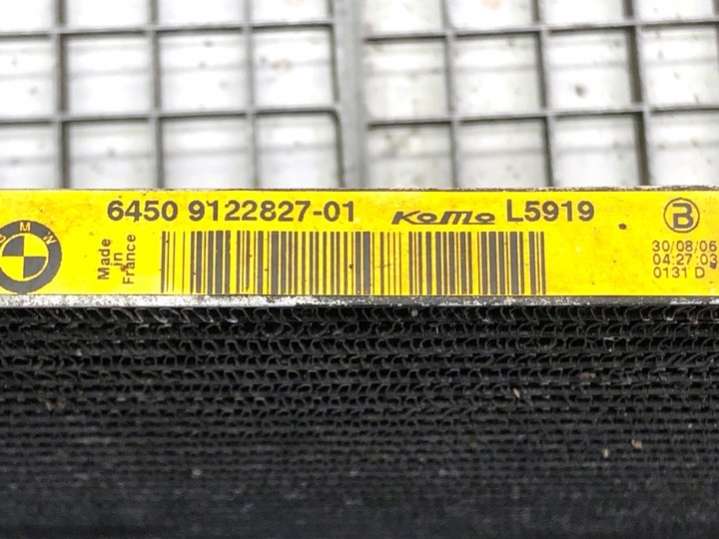 6450 9122827-01 KoMo L5919
BMW
Made
in
France
B
30/08/06
04:27:03
0131 D